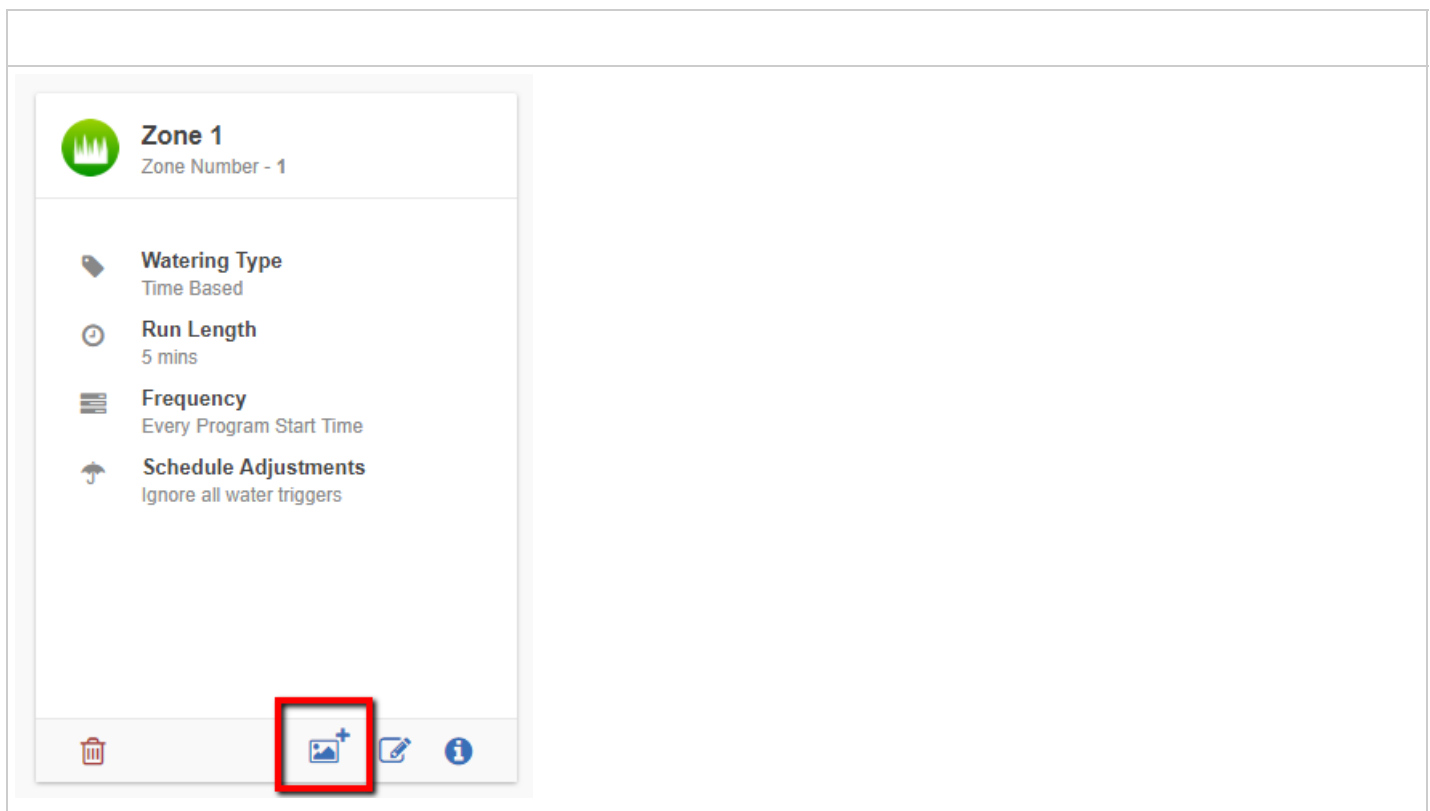 Zone 1
Zone Number - 1
Watering Type
Time Based
Run Length
5 mins
Frequency
Every Program Start Time
Schedule Adjustments
Ignore all water triggers